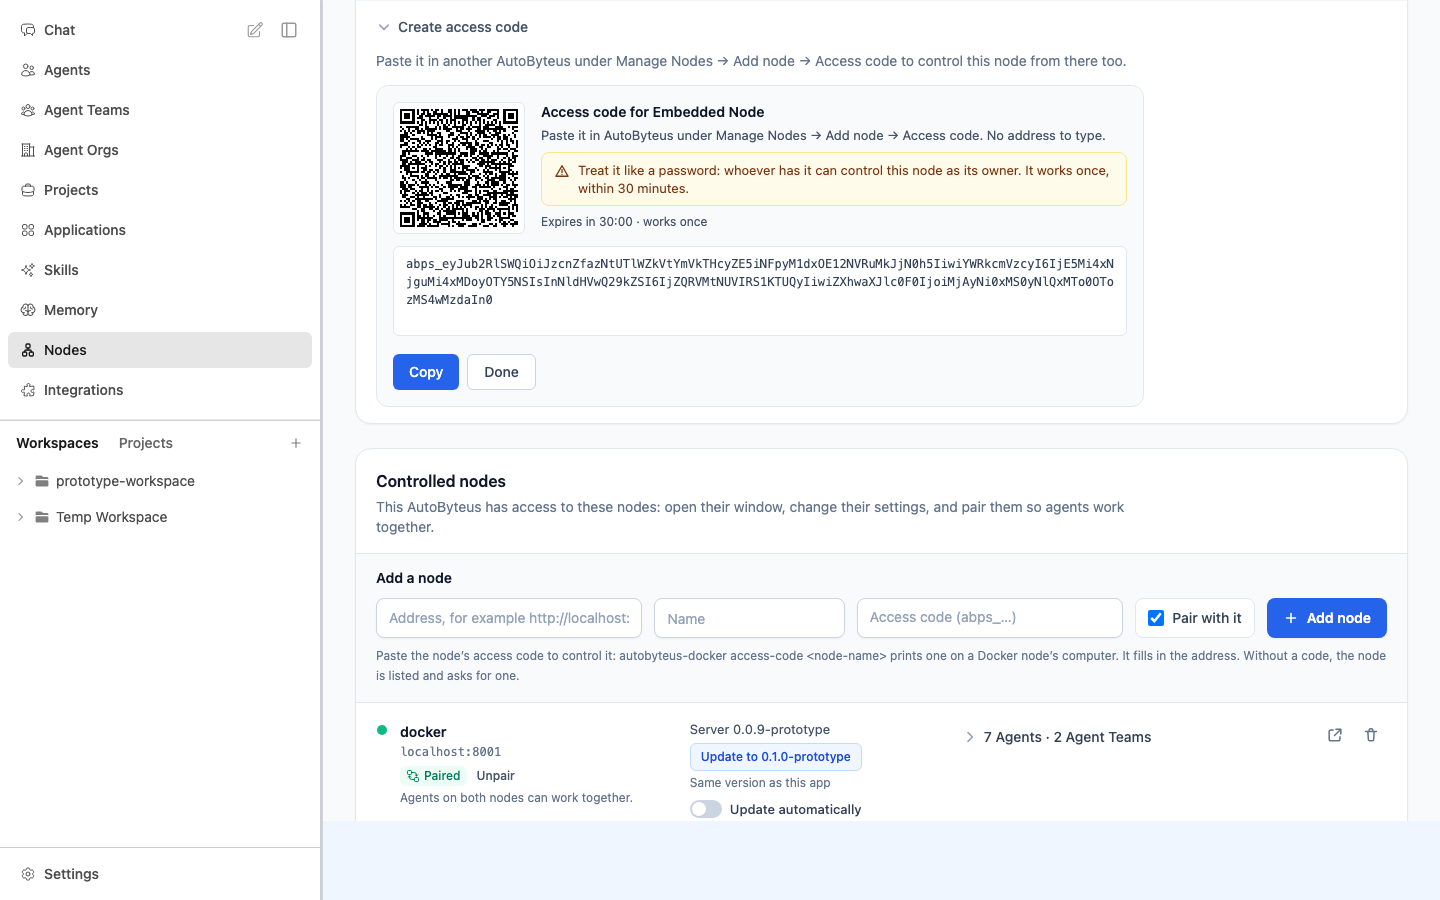 Chat
Agents
Agent Teams
Agent Orgs
Projects
Applications
Skills
Memory
Nodes
Integrations
Workspaces
Projects
prototype-workspace
Temp Workspace
Settings
Create access code
Paste it in another AutoByteus under Manage Nodes → Add node → Access code to control this node from there too.
Access code for Embedded Node
Paste it in AutoByteus under Manage Nodes → Add node → Access code. No address to type.
Treat it like a password: whoever has it can control this node as its owner. It works once,
within 30 minutes.
Expires in 30:00 · works once
abps_eyJub2RlSWQiOiJzcnZfazNtUTlWZkVtYmVkTHcyZE5iNFpyM1dxOE12NVRuMkJjN0h5IiwiYWRkcmVzcyI6IjE5Mi4xN
jguMi4xMDoyOTY5NSIsInNldHVwQ29kZSI6IjZQRVMtNUVIRS1KTUQyIiwiZXhwaXJlc0F0IjoiMjAyNi0xMS0yNlQxMTo0OTo
zMS4wMzdaIn0
Copy
Done
Controlled nodes
This AutoByteus has access to these nodes: open their window, change their settings, and pair them so agents work
together.
Add a node
Address, for example http://localhost:
Name
Access code (abps_...)
Pair with it
Add node
Paste the node's access code to control it: autobyteus-docker access-code <node-name> prints one on a Docker node's computer. It fills in the address. Without a code, the node
is listed and asks for one.
docker
localhost:8001
Paired
Unpair
Agents on both nodes can work together.
Server 0.0.9-prototype
Update to 0.1.0-prototype
Same version as this app
Update automatically
7 Agents · 2 Agent Teams